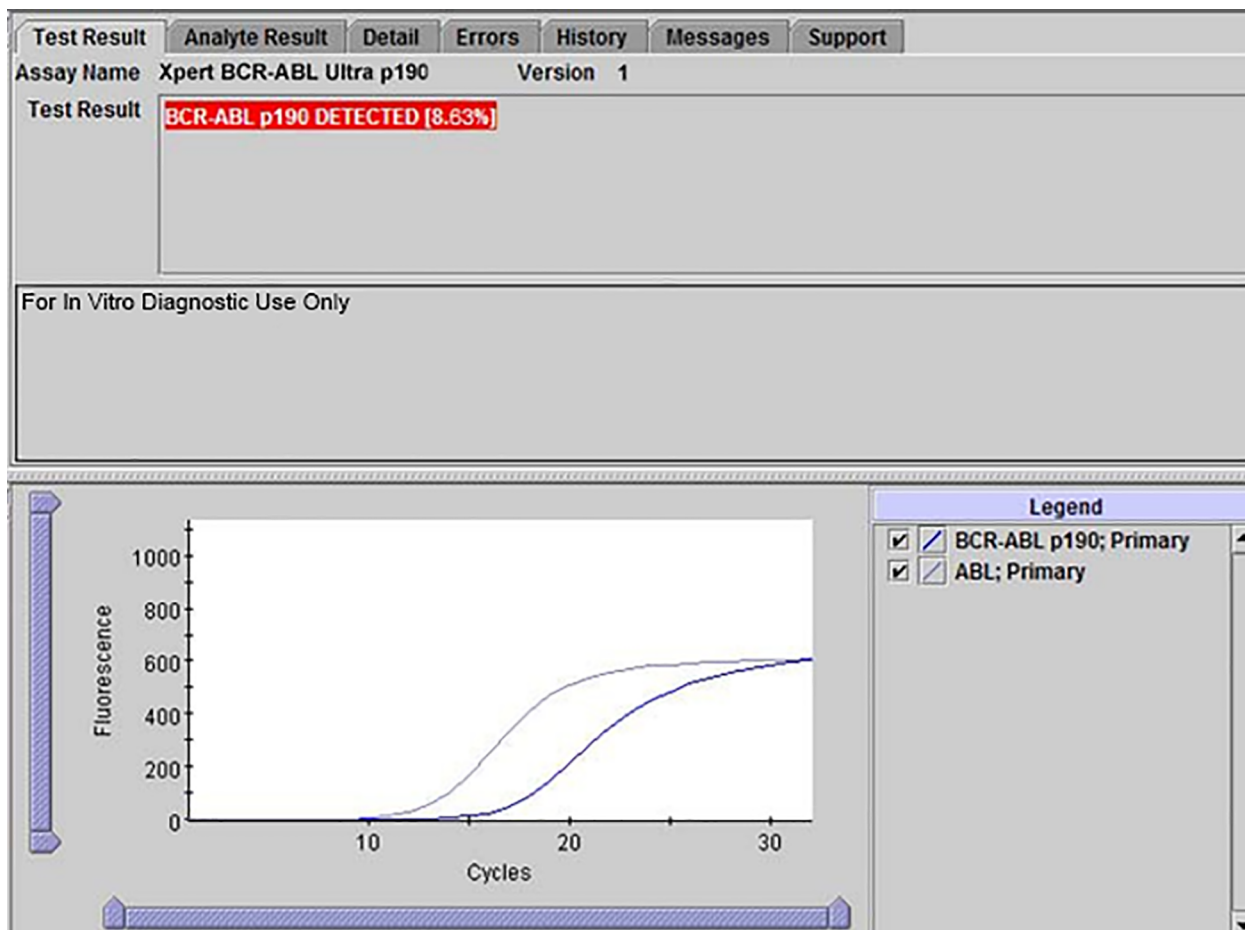 Test Result Analyte Result Detail Errors History Messages Support
Assay Name Xpert BCR-ABL Ultra p190 Version 1
Test Result BCR-ABL p190 DETECTED [8.63%]
For In Vitro Diagnostic Use Only
Legend
BCR-ABL p190; Primary
ABL; Primary
Fluorescence
1000
800
600
400
200
0
10 20 30
Cycles